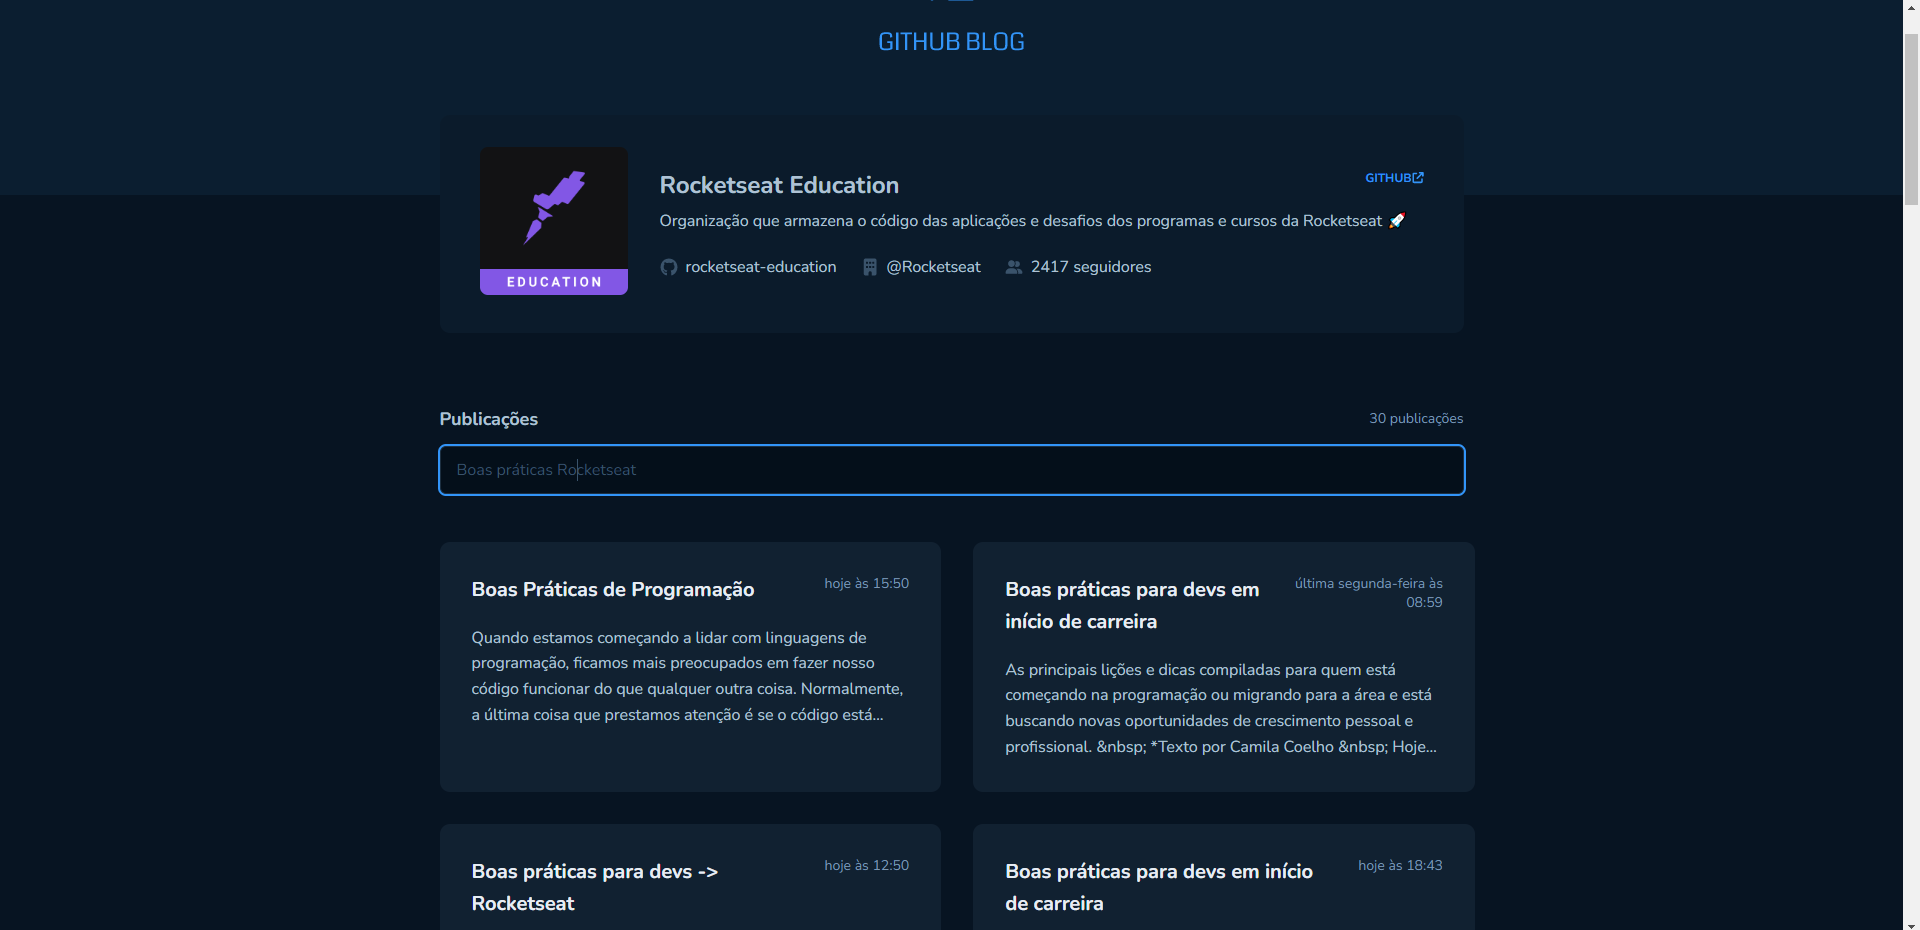 GITHUB BLOG
EDUCATION
Rocketseat Education
GITHUB
Organização que armazena o código das aplicações e desafios dos programas e cursos da Rocketseat 🚀
rocketseat-education @Rocketseat 2417 seguidores
Publicações
30 publicações
Boas práticas Rocketseat
Boas Práticas de Programação
hoje às 15:50
Quando estamos começando a lidar com linguagens de
programação, ficamos mais preocupados em fazer nosso
código funcionar do que qualquer outra coisa. Normalmente,
a última coisa que prestamos atenção é se o código está...
Boas práticas para devs em
início de carreira
última segunda-feira às
08:59
As principais lições e dicas compiladas para quem está
começando na programação ou migrando para a área e está
buscando novas oportunidades de crescimento pessoal e
profissional. &nbsp; *Texto por Camila Coelho &nbsp; Hoje...
Boas práticas para devs ->
Rocketseat
hoje às 12:50
Boas práticas para devs em início
de carreira
hoje às 18:43